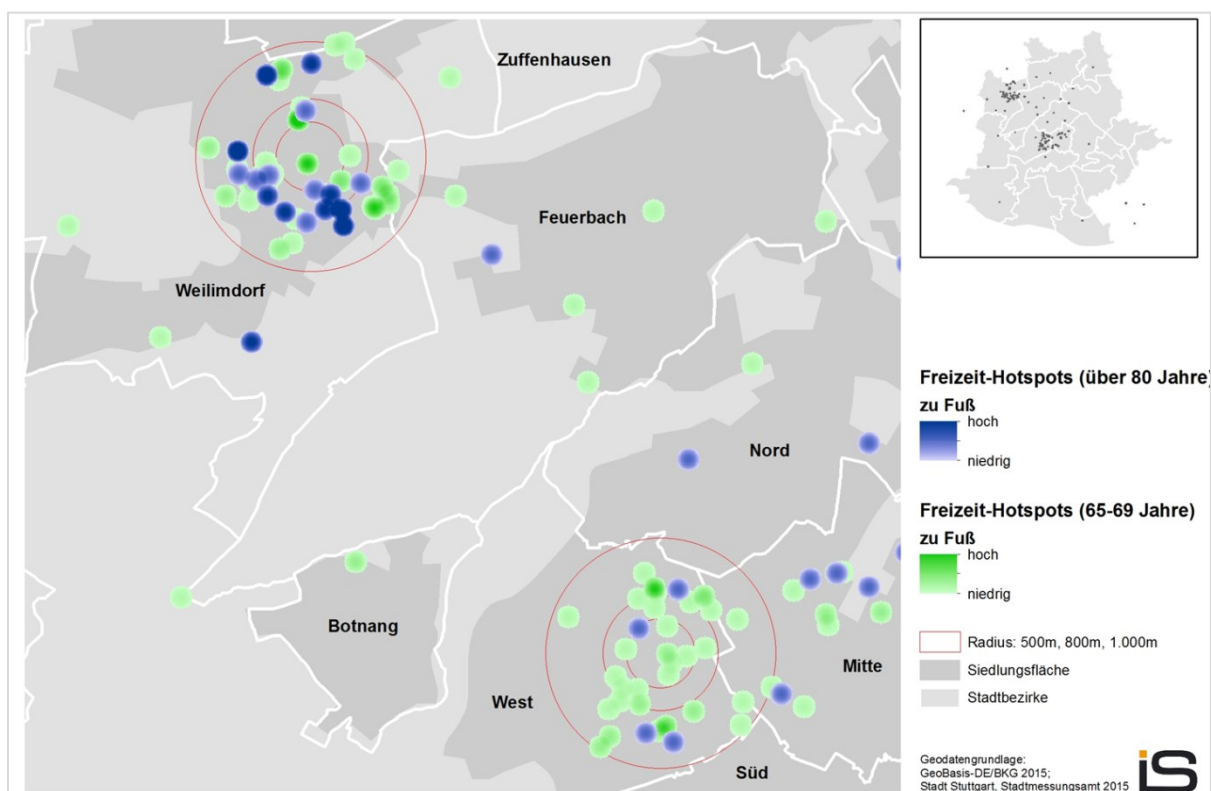 Zuffenhausen
Feuerbach
Weilimdorf
Nord
Botnang
West
Mitte
Süd
Freizeit-Hotspots (über 80 Jahre)
zu Fuß
hoch
niedrig
Freizeit-Hotspots (65-69 Jahre)
zu Fuß
hoch
niedrig
Radius: 500m, 800m, 1.000m
Siedlungsfläche
Stadtbezirke
Geodatengrundlage:
GeoBasis-DE/BKG 2015;
Stadt Stuttgart, Stadtmessungsamt 2015
iS